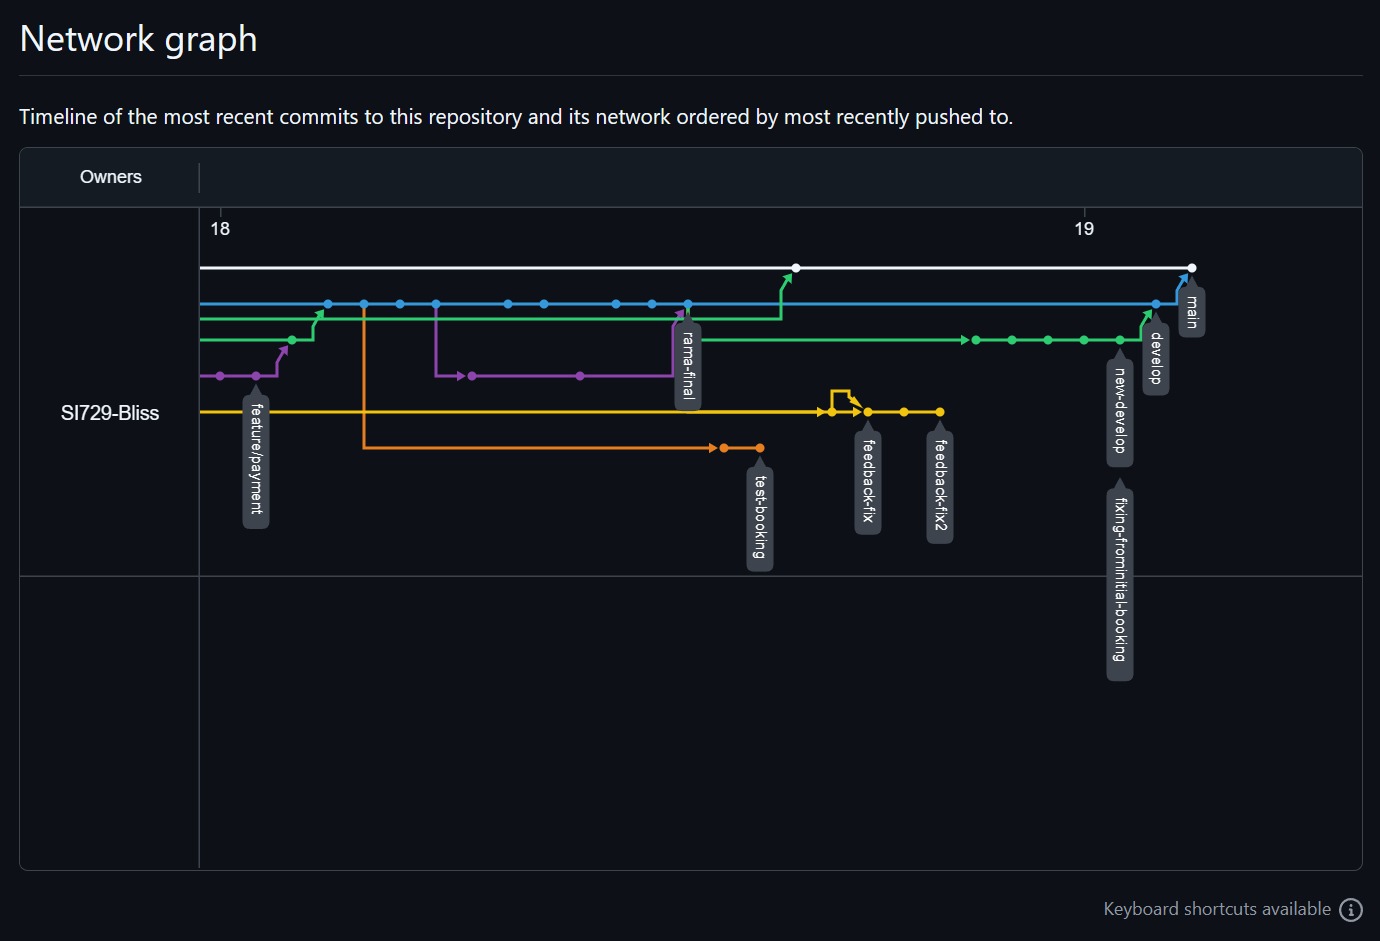 Network graph
Timeline of the most recent commits to this repository and its network ordered by most recently pushed to.
Owners
18
19
main
develop
rama-final
new-develop
SI729-Bliss
feature/payment
feedback-fix
feedback-fix2
test-booking
fixing-frominitial-booking
Keyboard shortcuts available